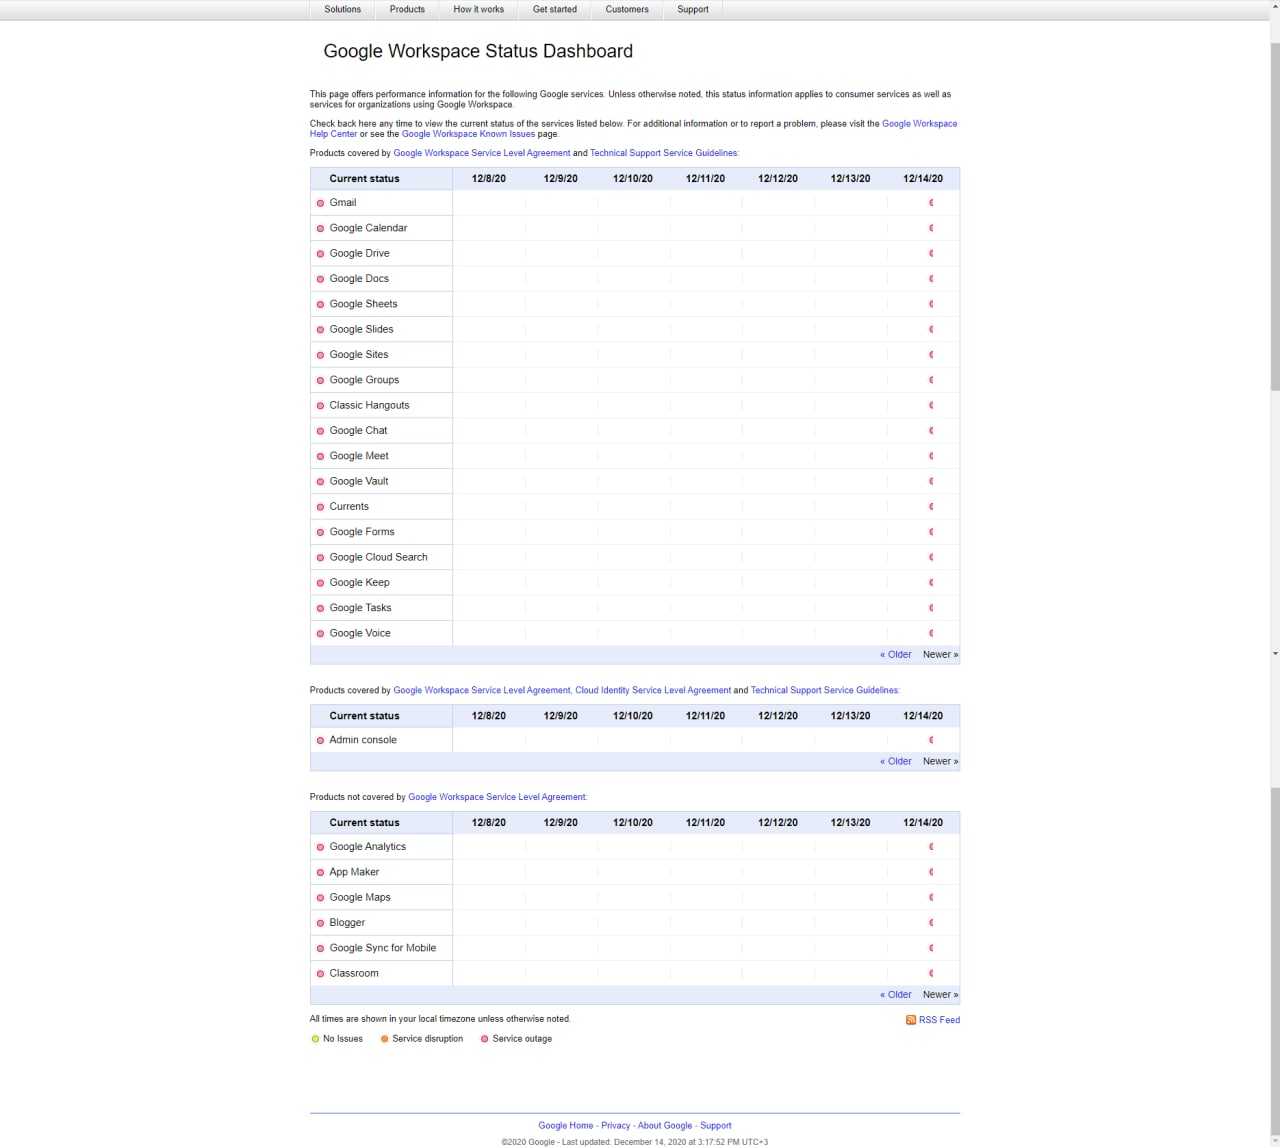 Solutions Products How it works Get started Customers Support
Google Workspace Status Dashboard
This page offers performance information for the following Google services. Unless otherwise noted, this status information applies to consumer services as well as
services for organizations using Google Workspace.
Check back here any time to view the current status of the services listed below. For additional information or to report a problem, please visit the Google Workspace
Help Center or see the Google Workspace Known Issues page.
Products covered by Google Workspace Service Level Agreement and Technical Support Service Guidelines:
Current status 12/8/20 12/9/20 12/10/20 12/11/20 12/12/20 12/13/20 12/14/20
Gmail
Google Calendar
Google Drive
Google Docs
Google Sheets
Google Slides
Google Sites
Google Groups
Classic Hangouts
Google Chat
Google Meet
Google Vault
Currents
Google Forms
Google Cloud Search
Google Keep
Google Tasks
Google Voice
« Older Newer »
Products covered by Google Workspace Service Level Agreement, Cloud Identity Service Level Agreement and Technical Support Service Guidelines:
Current status 12/8/20 12/9/20 12/10/20 12/11/20 12/12/20 12/13/20 12/14/20
Admin console
« Older Newer »
Products not covered by Google Workspace Service Level Agreement:
Current status 12/8/20 12/9/20 12/10/20 12/11/20 12/12/20 12/13/20 12/14/20
Google Analytics
App Maker
Google Maps
Blogger
Google Sync for Mobile
Classroom
« Older Newer »
All times are shown in your local timezone unless otherwise noted. RSS Feed
No Issues Service disruption Service outage
Google Home - Privacy - About Google - Support
©2020 Google - Last updated: December 14, 2020 at 3:17:52 PM UTC+3